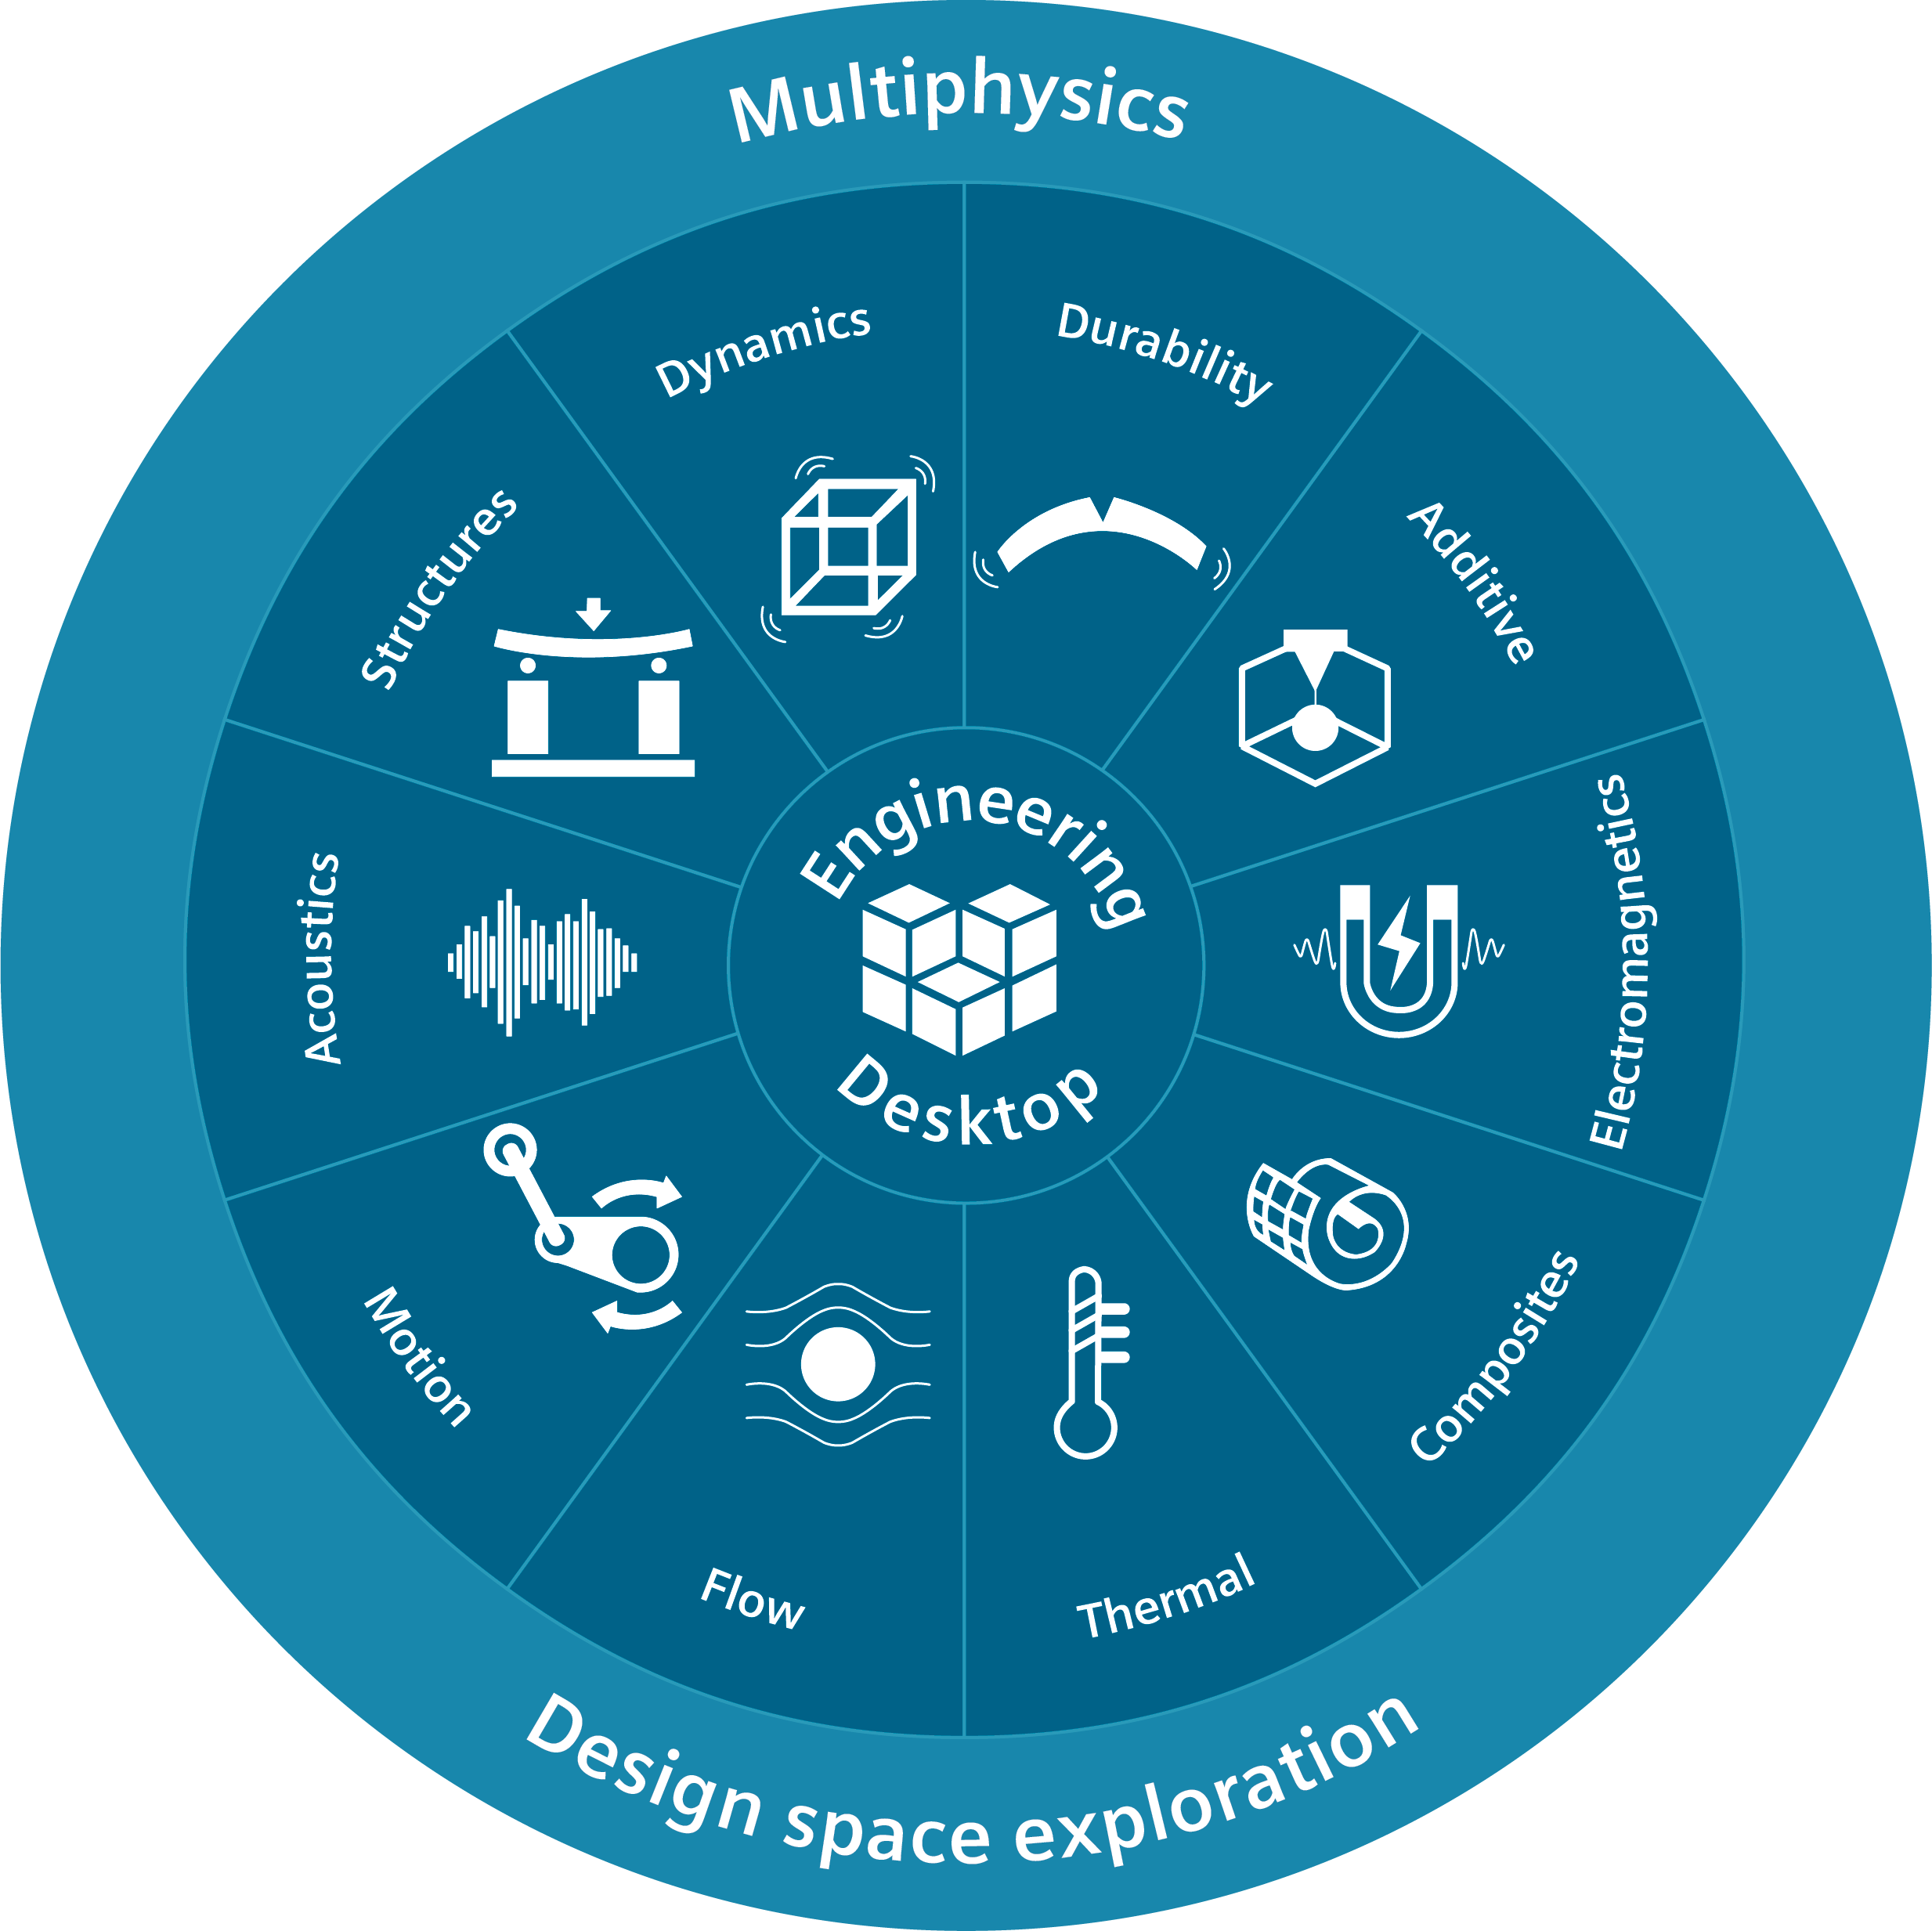 Multiphysics
Dynamics
Durability
Additive
Electromagnetics
Composites
Thermal
Flow
Motion
Acoustics
Structures
Engineering
Desktop
Design space exploration